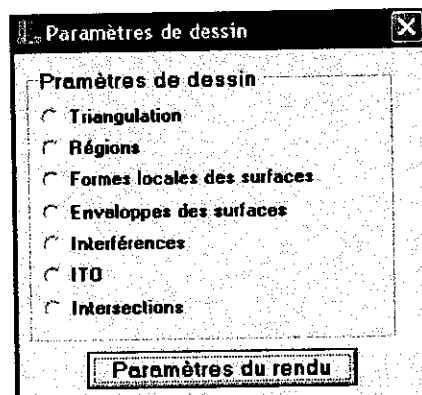 Paramètres de dessin
Pramètres de dessin
Triangulation
Régions
Formes locales des surfaces
Enveloppes des surfaces
Interférences
ITO
Intersections
Paramètres du rendu